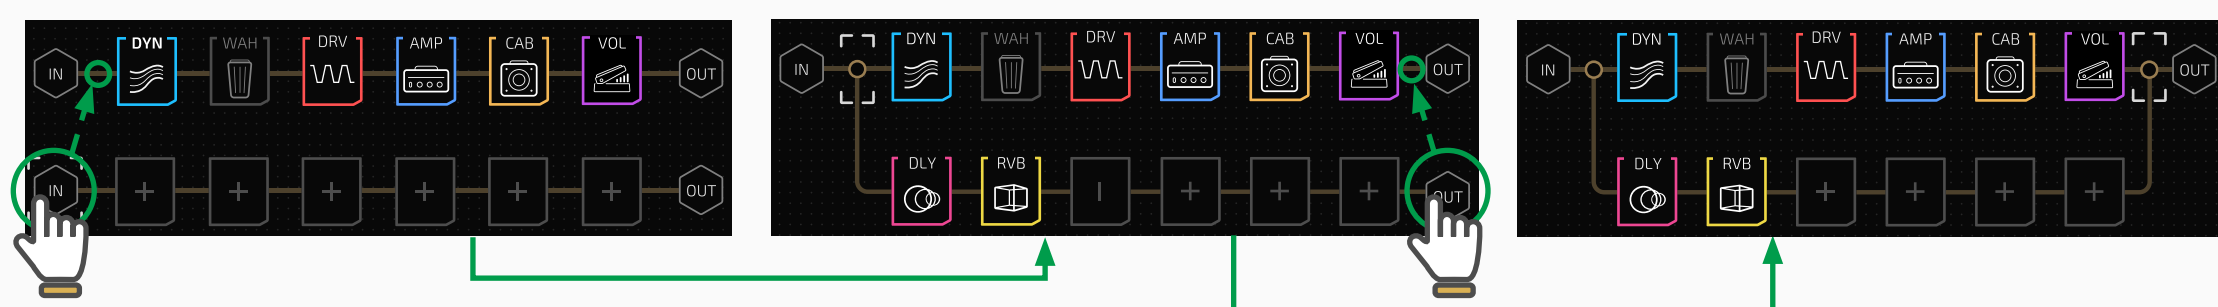 IN DYN WAH DRV AMP CAB VOL OUT
IN + + + + + + OUT
IN DYN WAH DRV AMP CAB VOL OUT
DLY RVB + + + OUT
IN DYN WAH DRV AMP CAB VOL OUT
DLY RVB + + + +